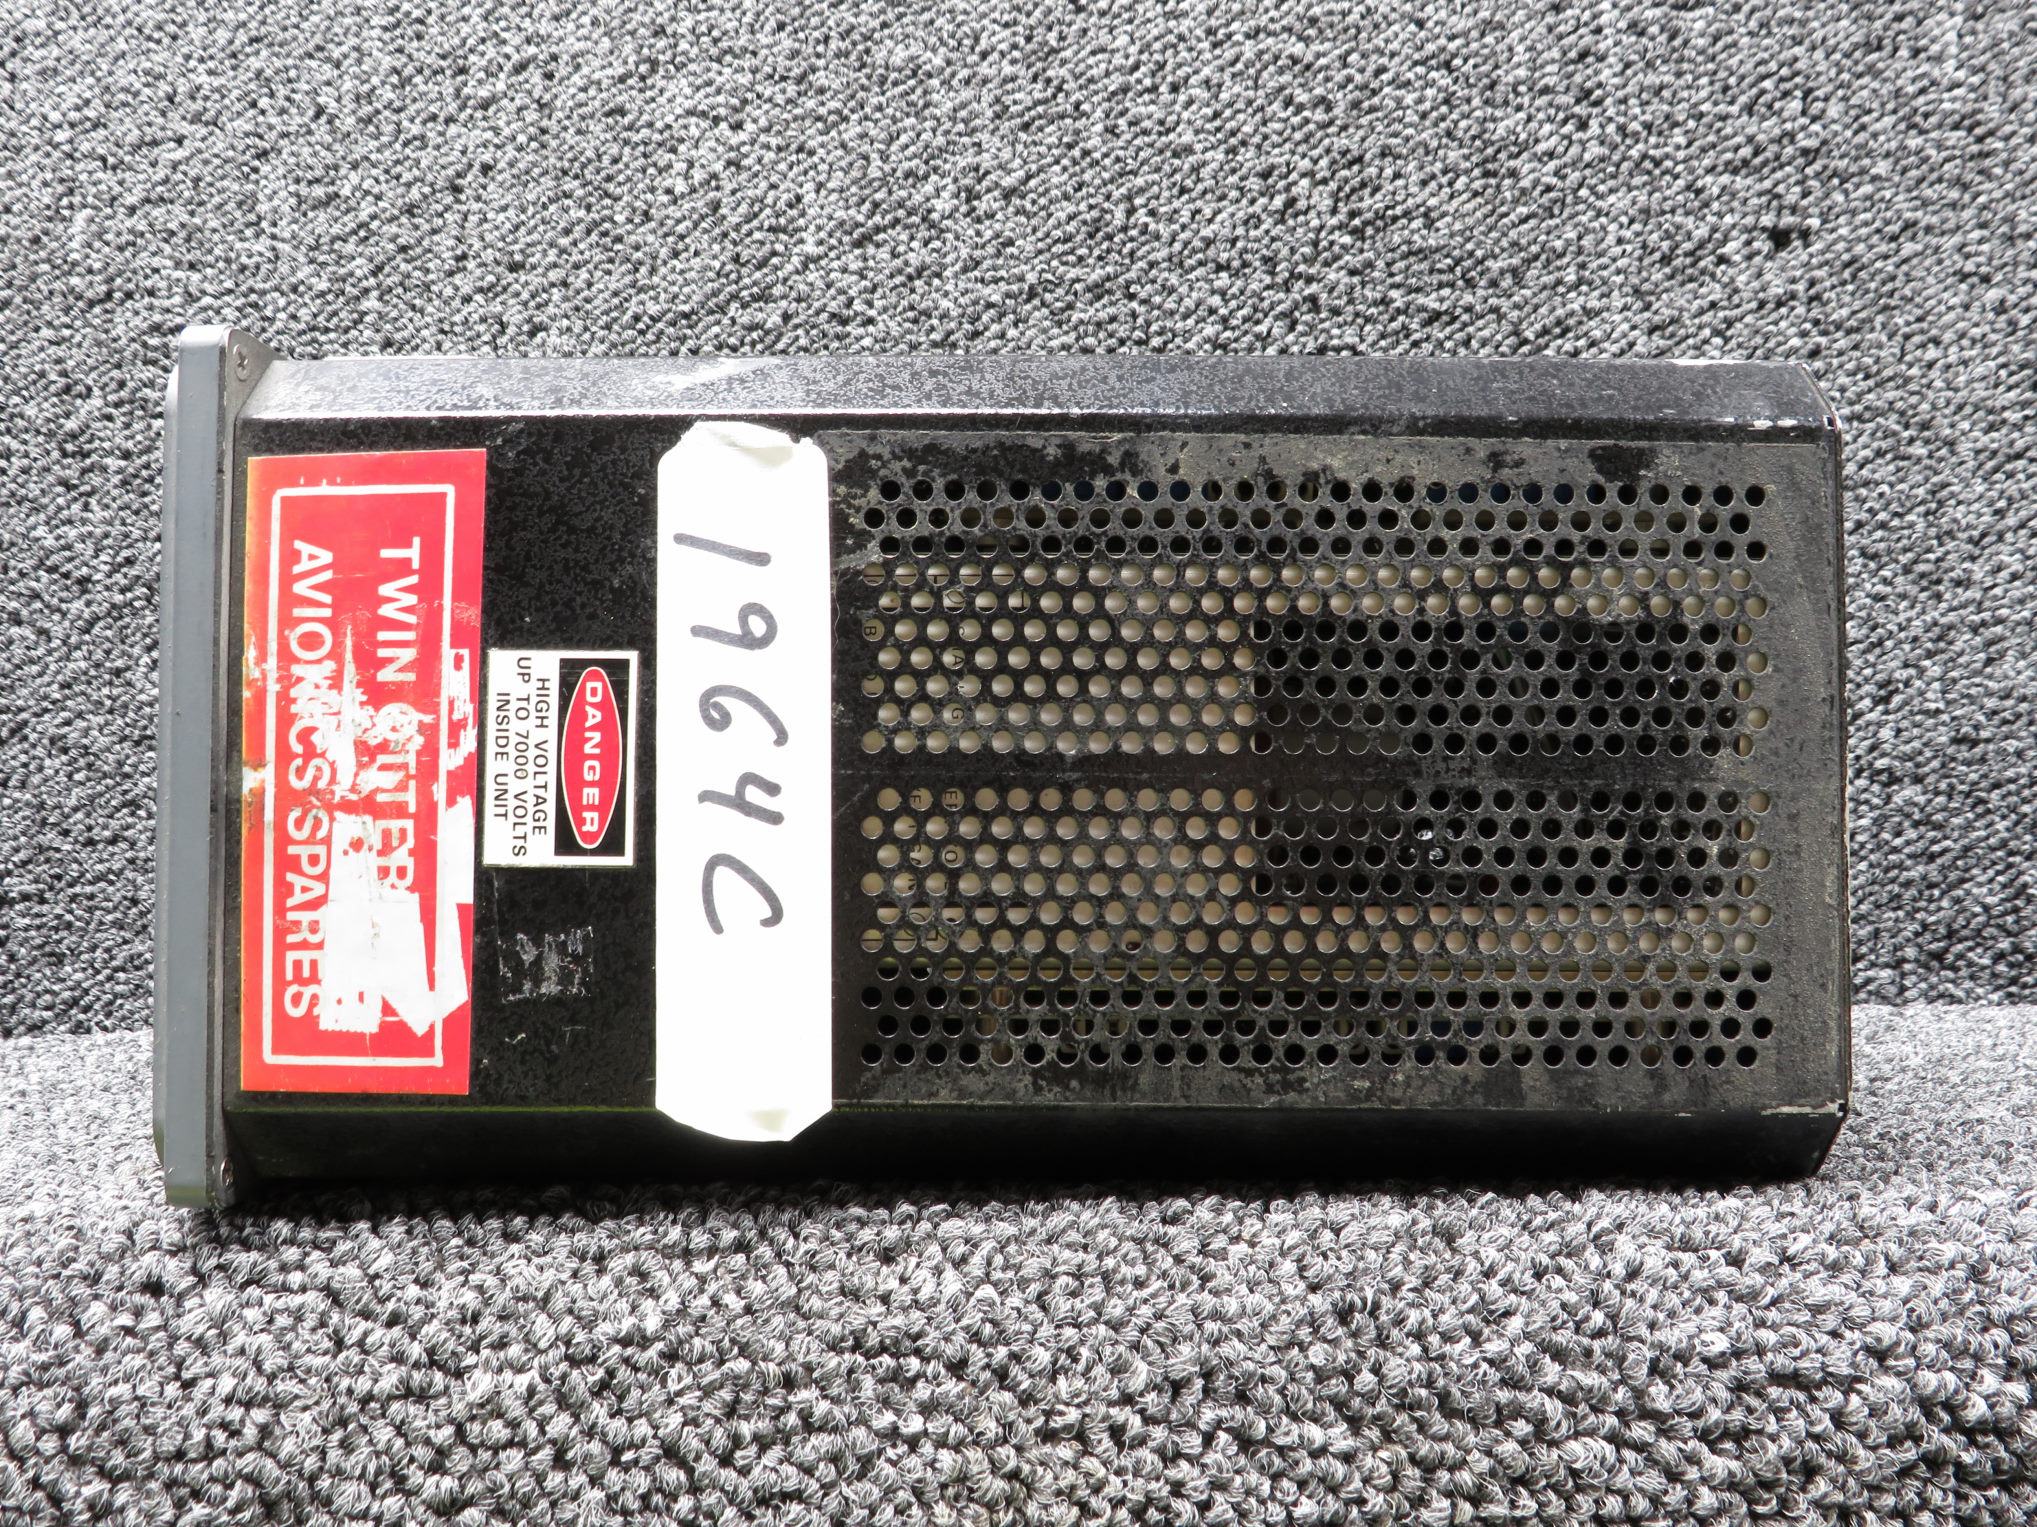 TWIN OTTER
AVIONICS SPARES
DANGER
HIGH VOLTAGE
UP TO 7000 VOLTS
INSIDE UNIT
1964C